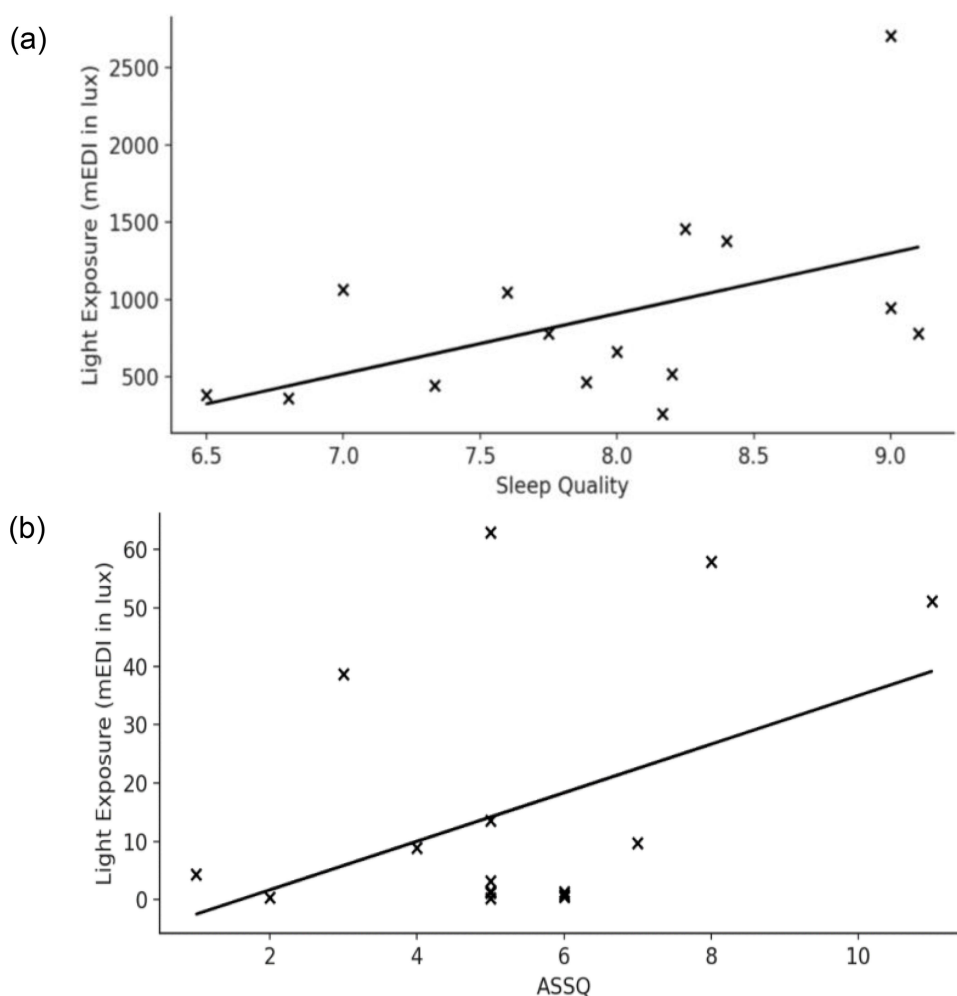 (a)
Light Exposure (mEDI in lux)
2500
2000
1500
1000
500
6.5 7.0 7.5 8.0 8.5 9.0
Sleep Quality
(b)
Light Exposure (mEDI in lux)
60
50
40
30
20
10
0
2 4 6 8 10
ASSQ